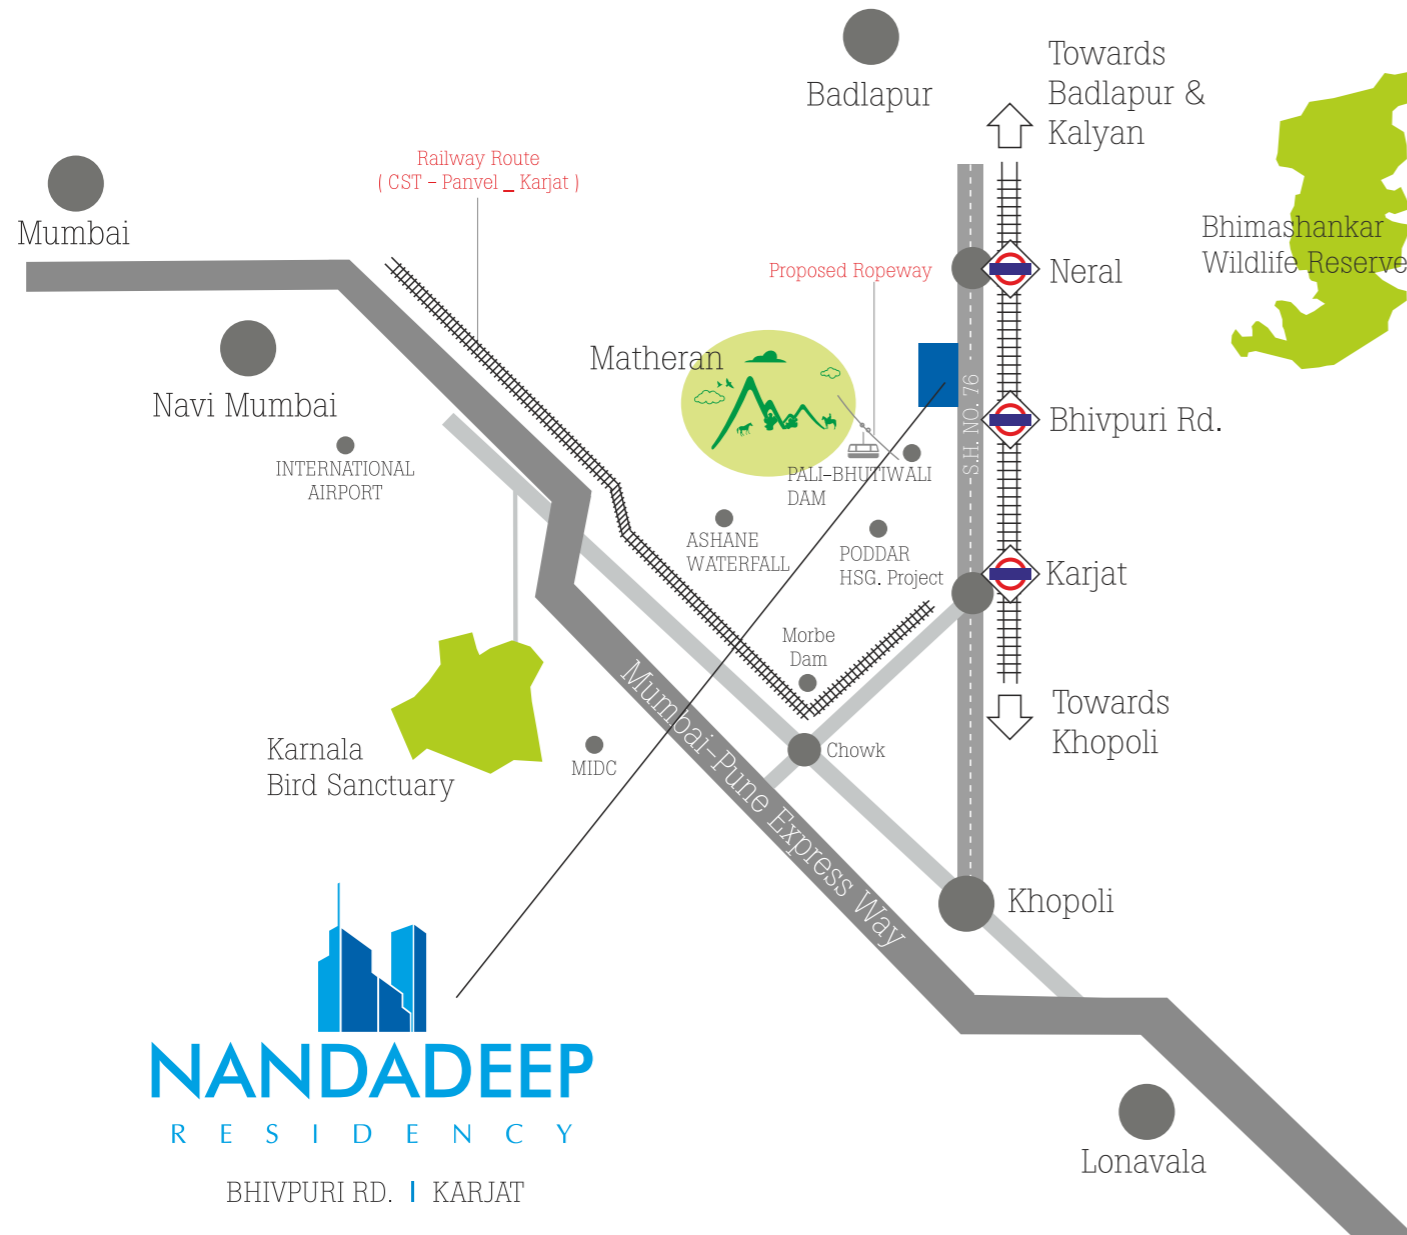 Badlapur
Towards
Badlapur &
Kalyan
Railway Route
( CST - Panvel _ Karjat )
Mumbai
Bhimashankar
Wildlife Reserve
Proposed Ropeway
Neral
Matheran
Navi Mumbai
S.H. NO. 76
Bhivpuri Rd.
INTERNATIONAL
AIRPORT
PALI-BHUTIWALI
DAM
ASHANE
WATERFALL
PODDAR
HSG. Project
Karjat
Morbe
Dam
Mumbai-Pune Express Way
Towards
Khopoli
Karnala
Bird Sanctuary
MIDC
Chowk
Khopoli
NANDADEEP
RESIDENCY
BHIVPURI RD. | KARJAT
Lonavala